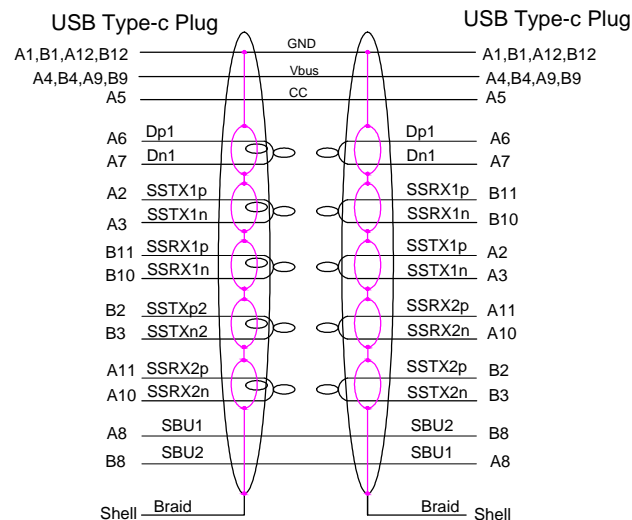 USB Type-c Plug USB Type-c Plug
A1,B1,A12,B12 GND A1,B1,A12,B12
A4,B4,A9,B9 Vbus A4,B4,A9,B9
A5 CC A5
A6 Dp1 Dp1 A6
A7 Dn1 Dn1 A7
A2 SSTX1p SSRX1p B11
A3 SSTX1n SSRX1n B10
B11 SSRX1p SSTX1p A2
B10 SSRX1n SSTX1n A3
B2 SSTXp2 SSRX2p A11
B3 SSTXn2 SSRX2n A10
A11 SSRX2p SSTX2p B2
A10 SSRX2n SSTX2n B3
A8 SBU1 SBU2 B8
B8 SBU2 SBU1 A8
Shell Braid Braid Shell